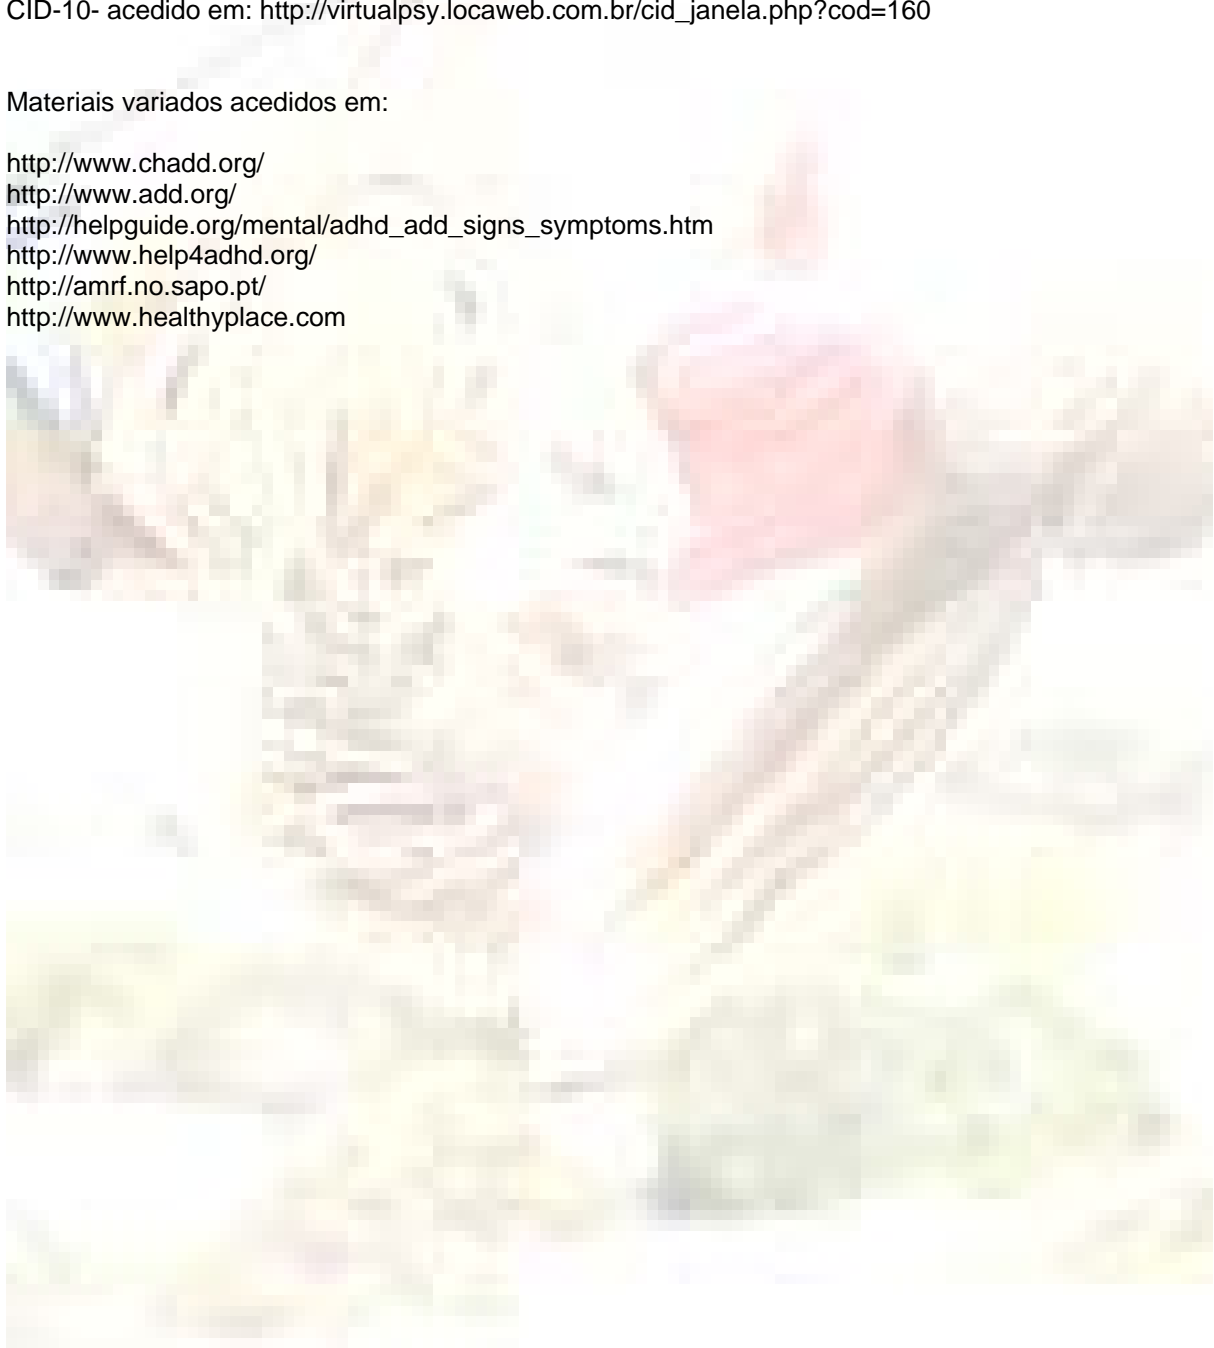 CID-10- acedido em: http://virtualpsy.locaweb.com.br/cid_janela.php?cod=160
Materiais variados acedidos em:
http://www.chadd.org/
http://www.add.org/
http://helpguide.org/mental/adhd_add_signs_symptoms.htm
http://www.help4adhd.org/
http://amrf.no.sapo.pt/
http://www.healthyplace.com